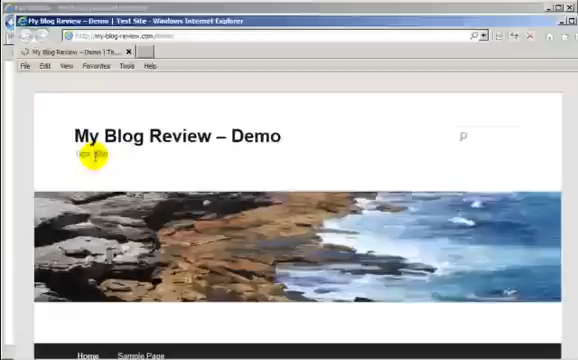 My Blog Review – Demo | Test Site - Windows Internet Explorer
http://my-blog-review.com/demo/
My Blog Review – Demo | Te...
File Edit View Favorites Tools Help
My Blog Review – Demo
Home Sample Page